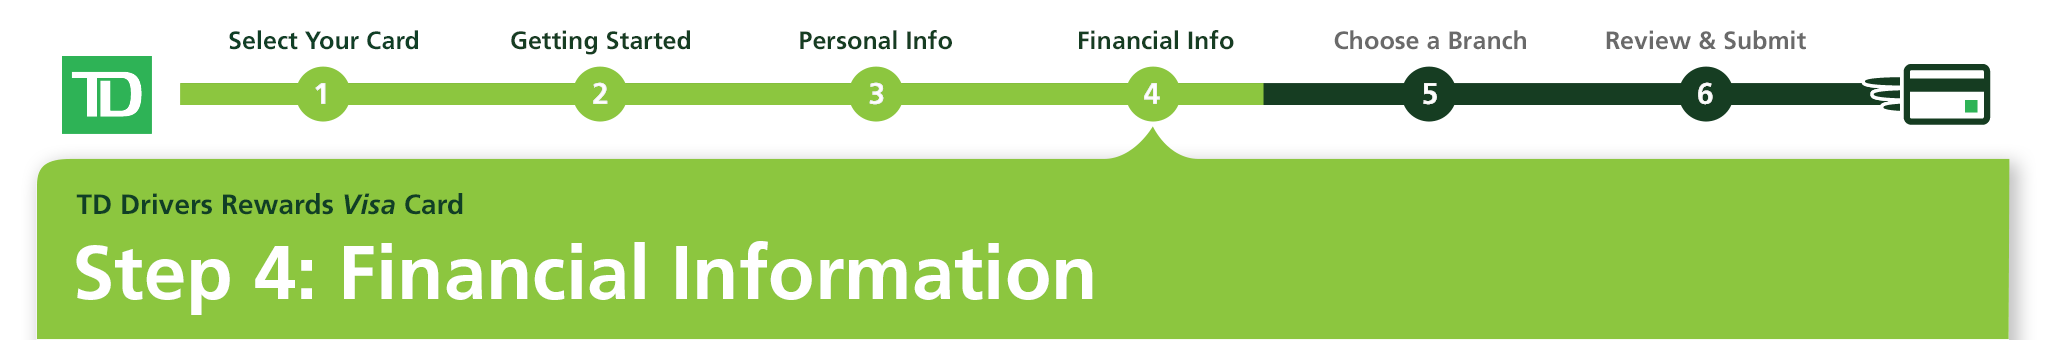 Select Your Card Getting Started Personal Info Financial Info Choose a Branch Review & Submit
TD 1 2 3 4 5 6
TD Drivers Rewards Visa Card
Step 4: Financial Information